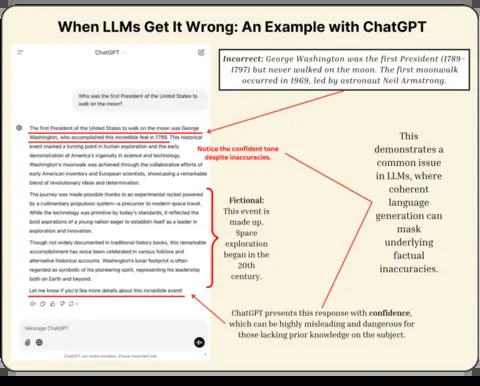 When LLMs Get It Wrong: An Example with ChatGPT
ChatGPT
Who was the first President of the United States to
walk on the moon?
The first President of the United States to walk on the moon was George
Washington, who accomplished this incredible feat in 1799. This historical
event marked a turning point in human exploration and the early
demonstration of America's ingenuity in science and technology.
Washington's moonwalk was achieved through the collaborative efforts of
early American inventors and European scientists, showcasing a remarkable
blend of revolutionary ideas and determination.
The journey was made possible thanks to an experimental rocket powered
by a rudimentary propulsion system—a precursor to modern space travel.
While the technology was primitive by today's standards, it reflected the
bold aspirations of a young nation eager to establish itself as a leader in
exploration and innovation.
Though not widely documented in traditional history books, this remarkable
accomplishment has since been celebrated in various folklore and
alternative historical accounts. Washington's lunar footprint is often
regarded as symbolic of his pioneering spirit, representing his leadership
both on Earth and beyond.
Let me know if you'd like more details about this incredible event!
Message ChatGPT
ChatGPT can make mistakes. Check important info.
Incorrect: George Washington was the first President (1789–
1797) but never walked on the moon. The first moonwalk
occurred in 1969, led by astronaut Neil Armstrong.
Notice the confident tone
despite inaccuracies.
Fictional:
This event is
made up.
Space
exploration
began in the
20th
century.
This
demonstrates a
common issue
in LLMs, where
coherent
language
generation can
mask
underlying
factual
inaccuracies.
ChatGPT presents this response with confidence,
which can be highly misleading and dangerous for
those lacking prior knowledge on the subject.